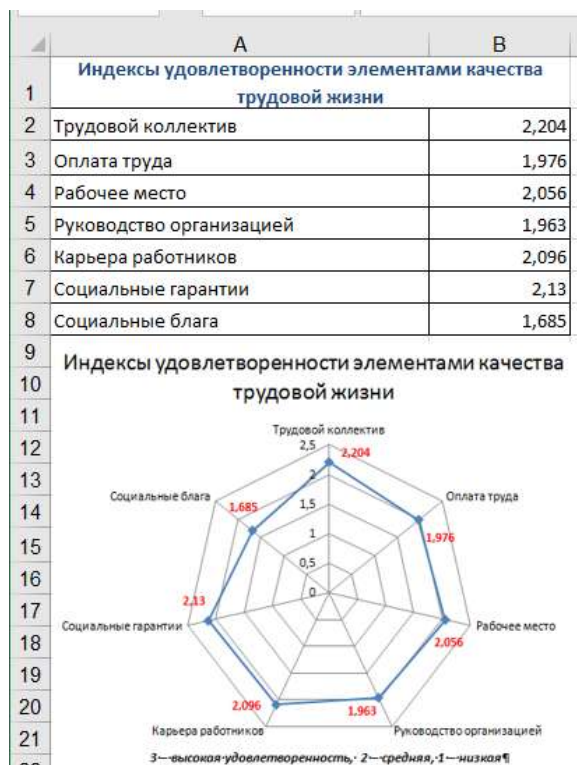 A B
1 Индексы удовлетворенности элементами качества
трудовой жизни
2 Трудовой коллектив 2,204
3 Оплата труда 1,976
4 Рабочее место 2,056
5 Руководство организацией 1,963
6 Карьера работников 2,096
7 Социальные гарантии 2,13
8 Социальные блага 1,685
9
Индексы удовлетворенности элементами качества
10 трудовой жизни
11
Трудовой коллектив
12 2,5 2,204
13 2
Социальные блага 1,685 1,5 Оплата труда
14
1 1,976
15
0,5
16 0
17 2,13
Социальные гарантии Рабочее место
18 2,056
19
20 2,096 1,963
21 Карьера работников Руководство организацией
3–-высокая·удовлетворенность,· 2–-средняя,·1–-низкая¶